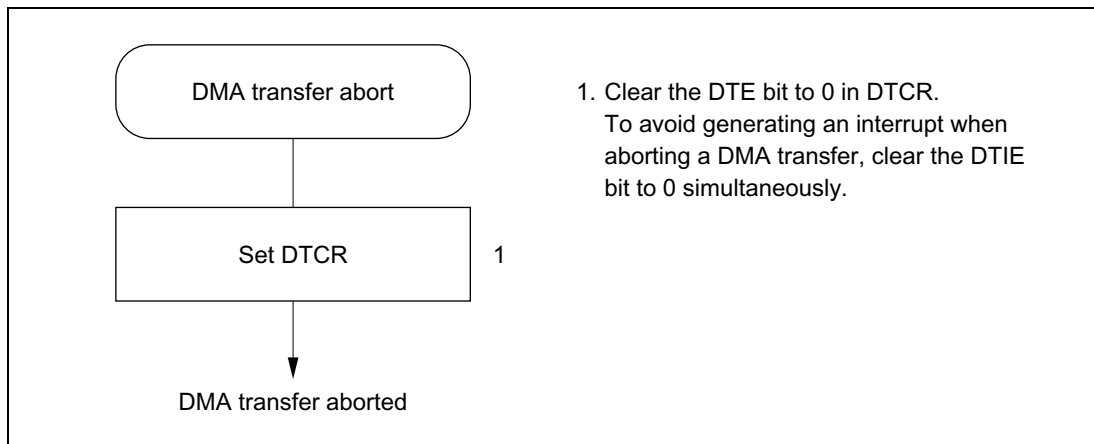 DMA transfer abort
1. Clear the DTE bit to 0 in DTCR.
To avoid generating an interrupt when
aborting a DMA transfer, clear the DTIE
bit to 0 simultaneously.
Set DTCR
1
DMA transfer aborted